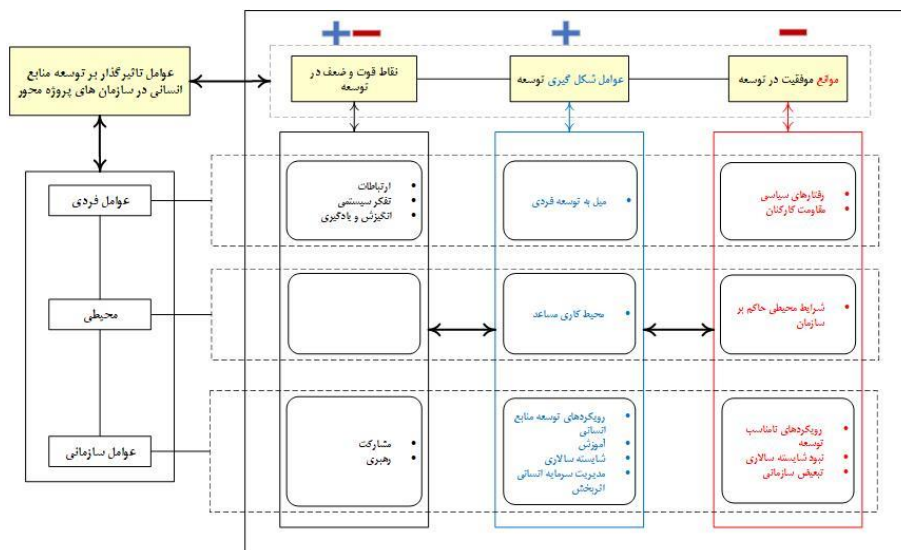 عوامل تاثیرگذار بر توسعه منابع
انسانی در سازمان های پروژه محور
نقاط قوت و ضعف در
توسعه
عوامل شکل گیری توسعه
موانع موفقیت در توسعه
عوامل فردی
ارتباطات
تفکر سیستمی
انگیزش و یادگیری
میل به توسعه فردی
رفتارهای سیاسی
مقاومت کارکنان
محیطی
محیط کاری مساعد
شرایط محیطی حاکم بر
سازمان
عوامل سازمانی
مشارکت
رهبری
رویکردهای توسعه منابع
انسانی
آموزش
شایسته سالاری
مدیریت سرمایه انسانی
اثربخش
رویکردهای نامناسب
توسعه
نبود شایسته سالاری
تبعیض سازمانی